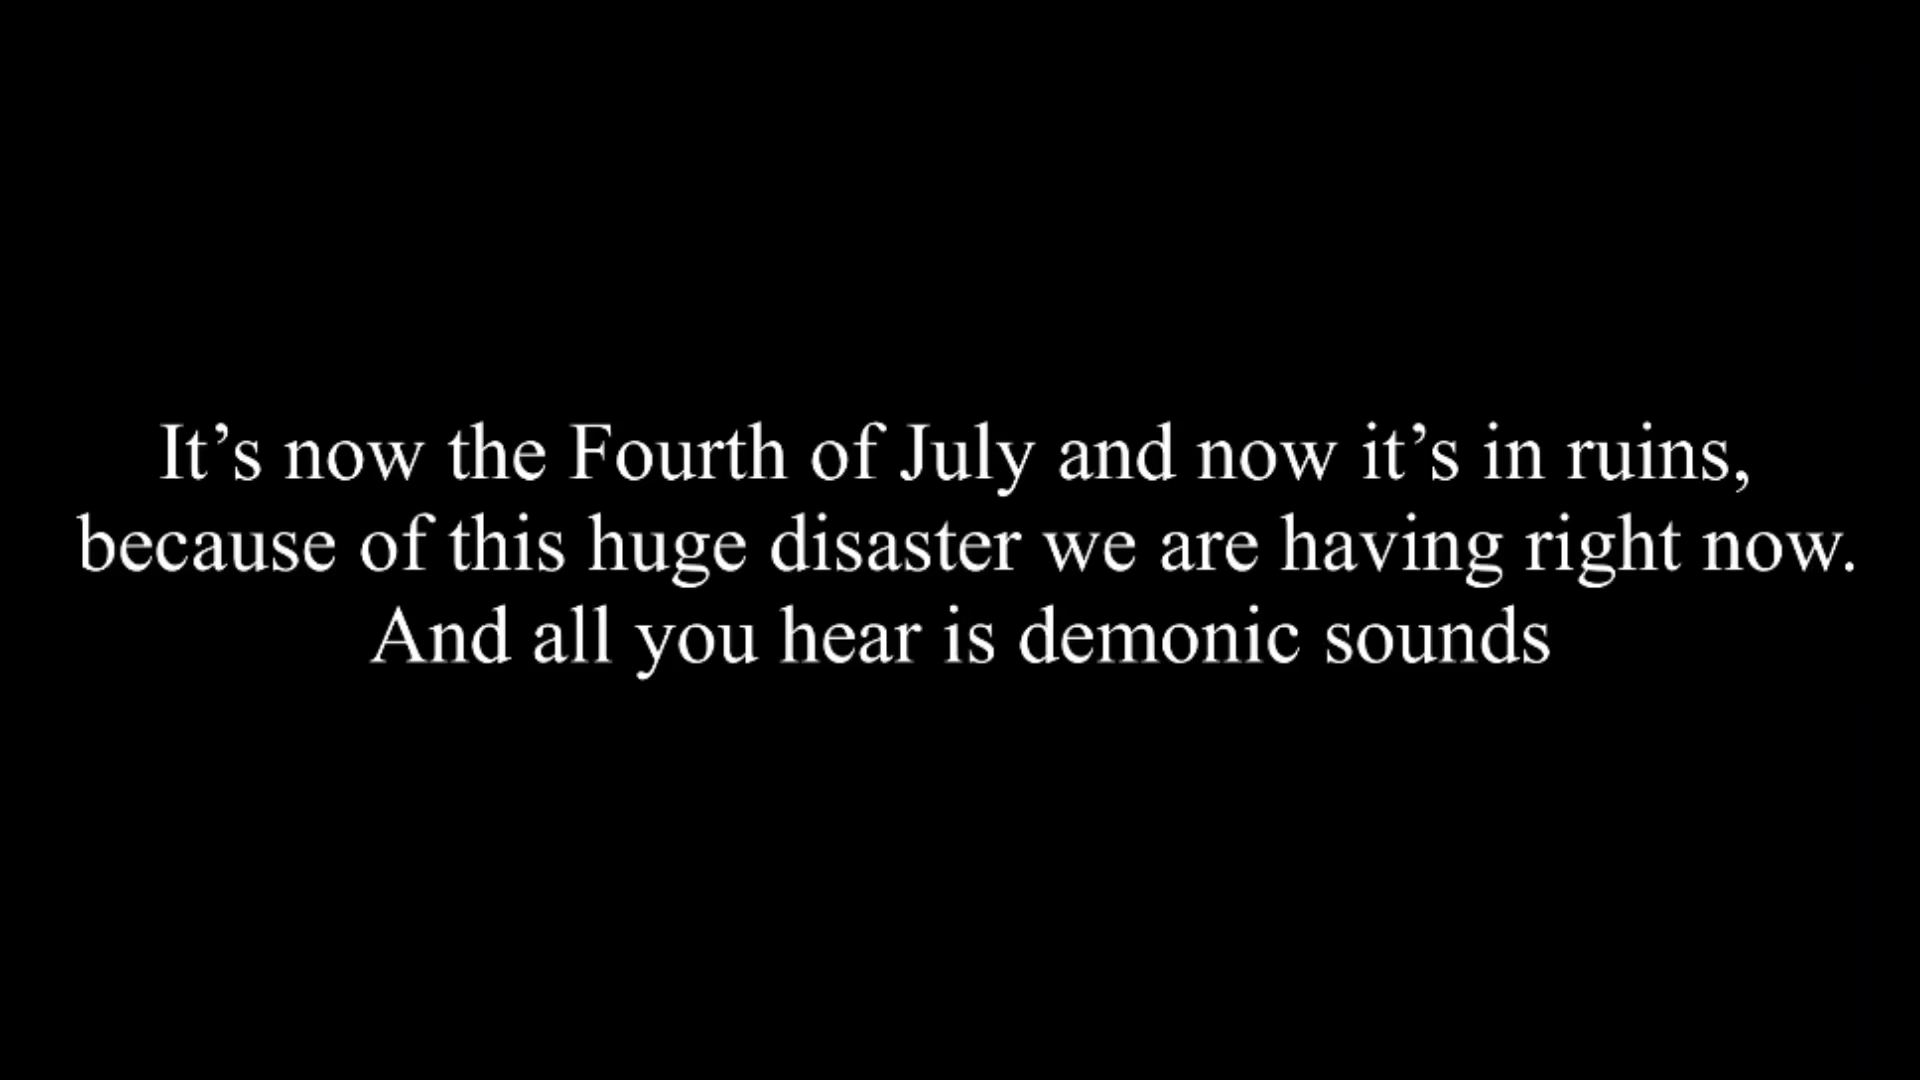 It’s now the Fourth of July and now it’s in ruins,
because of this huge disaster we are having right now.
And all you hear is demonic sounds